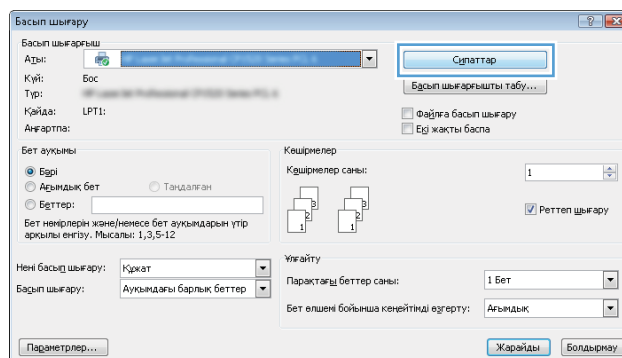 Басып шығару
Басып шығарғыш
Аты:
Сипаттар
Күй:
Бос
Басып шығарғышты табу...
Түр:
Қайда:
LPT1:
Файлға басып шығару
Аңғартпа:
Екі жақты баспа
Бет ауқымы
Көшірмелер
Бәрі
Көшірмелер саны:
1
Ағымдық бет
Таңдалған
Беттер:
Реттеп шығару
Бет нөмірлерін және/немесе бет ауқымдарын үтір
арқылы енгізу. Мысалы: 1,3,5-12
Нені басып шығару:
Құжат
Ұлғайту
Басып шығару:
Ауқымдағы барлық беттер
Парақтағы беттер саны:
1 Бет
Бет өлшемі бойынша кеңейтімді өзгерту:
Ағымдық
Параметрлер...
Жарайды
Болдырмау